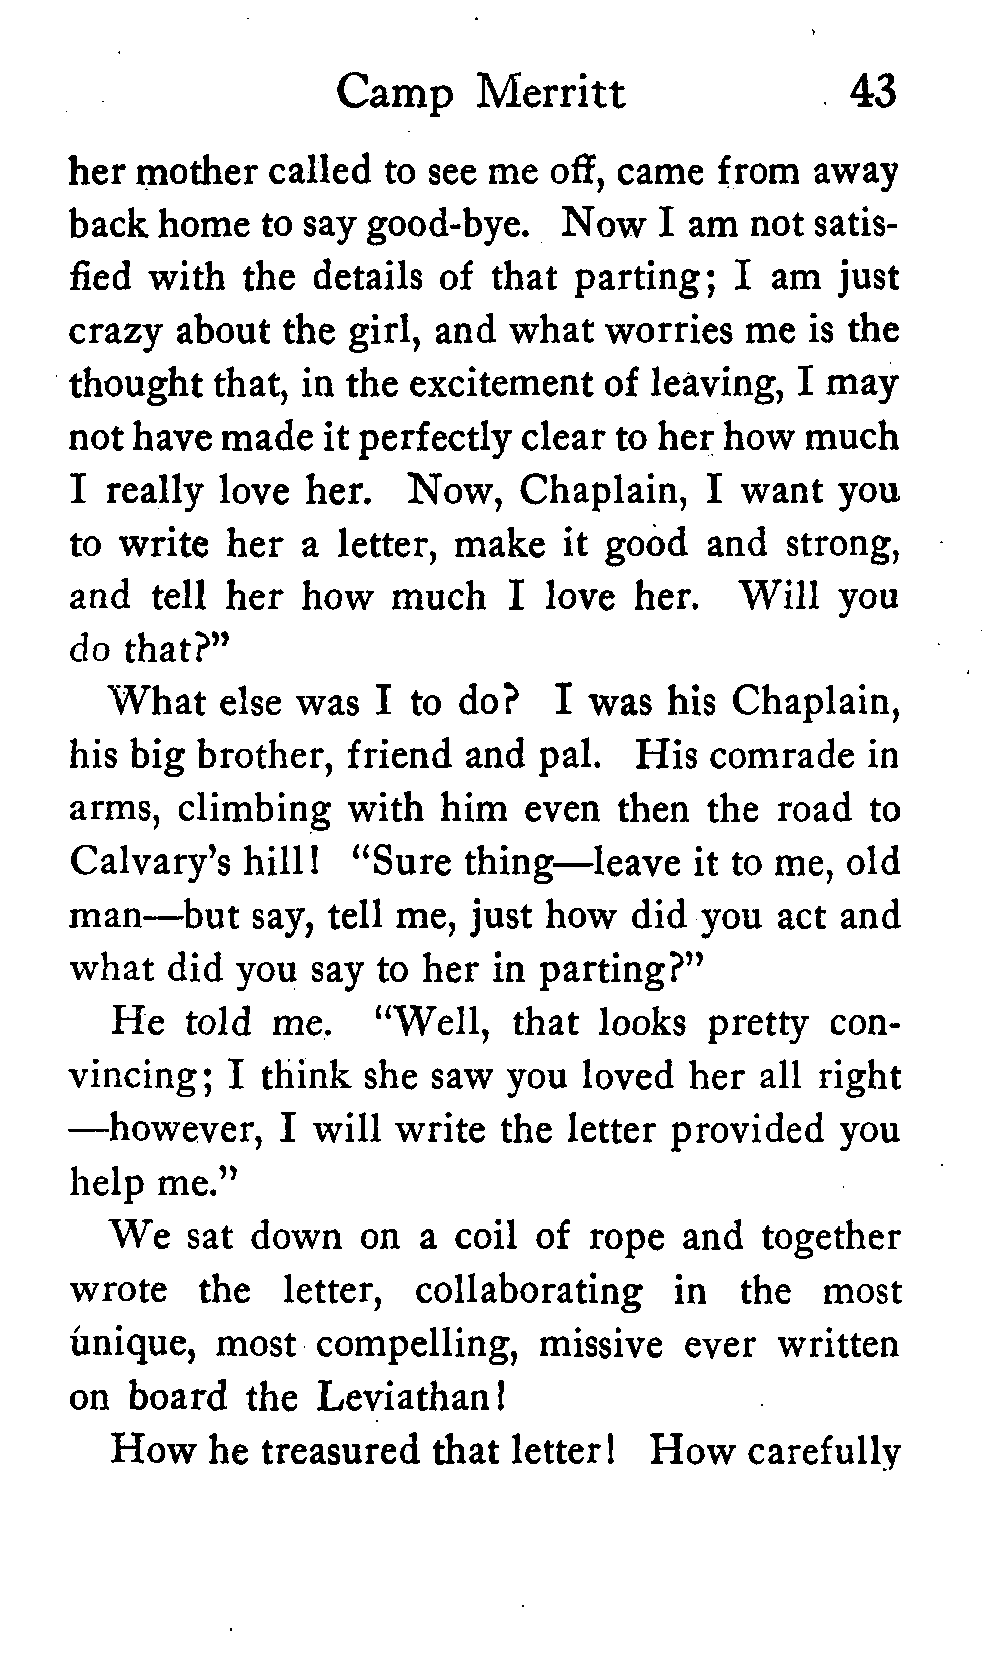 Camp Merritt 43
her mother called to see me off, came from away
back home to say good-bye. Now I am not satis-
fied with the details of that parting; I am just
crazy about the girl, and what worries me is the
thought that, in the excitement of leaving, I may
not have made it perfectly clear to her how much
I really love her. Now, Chaplain, I want you
to write her a letter, make it good and strong,
and tell her how much I love her. Will you
do that?"
What else was I to do? I was his Chaplain,
his big brother, friend and pal. His comrade in
arms, climbing with him even then the road to
Calvary's hill! "Sure thing—leave it to me, old
man—but say, tell me, just how did you act and
what did you say to her in parting?"
He told me. "Well, that looks pretty con-
vincing; I think she saw you loved her all right
—however, I will write the letter provided you
help me."
We sat down on a coil of rope and together
wrote the letter, collaborating in the most
unique, most compelling, missive ever written
on board the Leviathan!
How he treasured that letter! How carefully